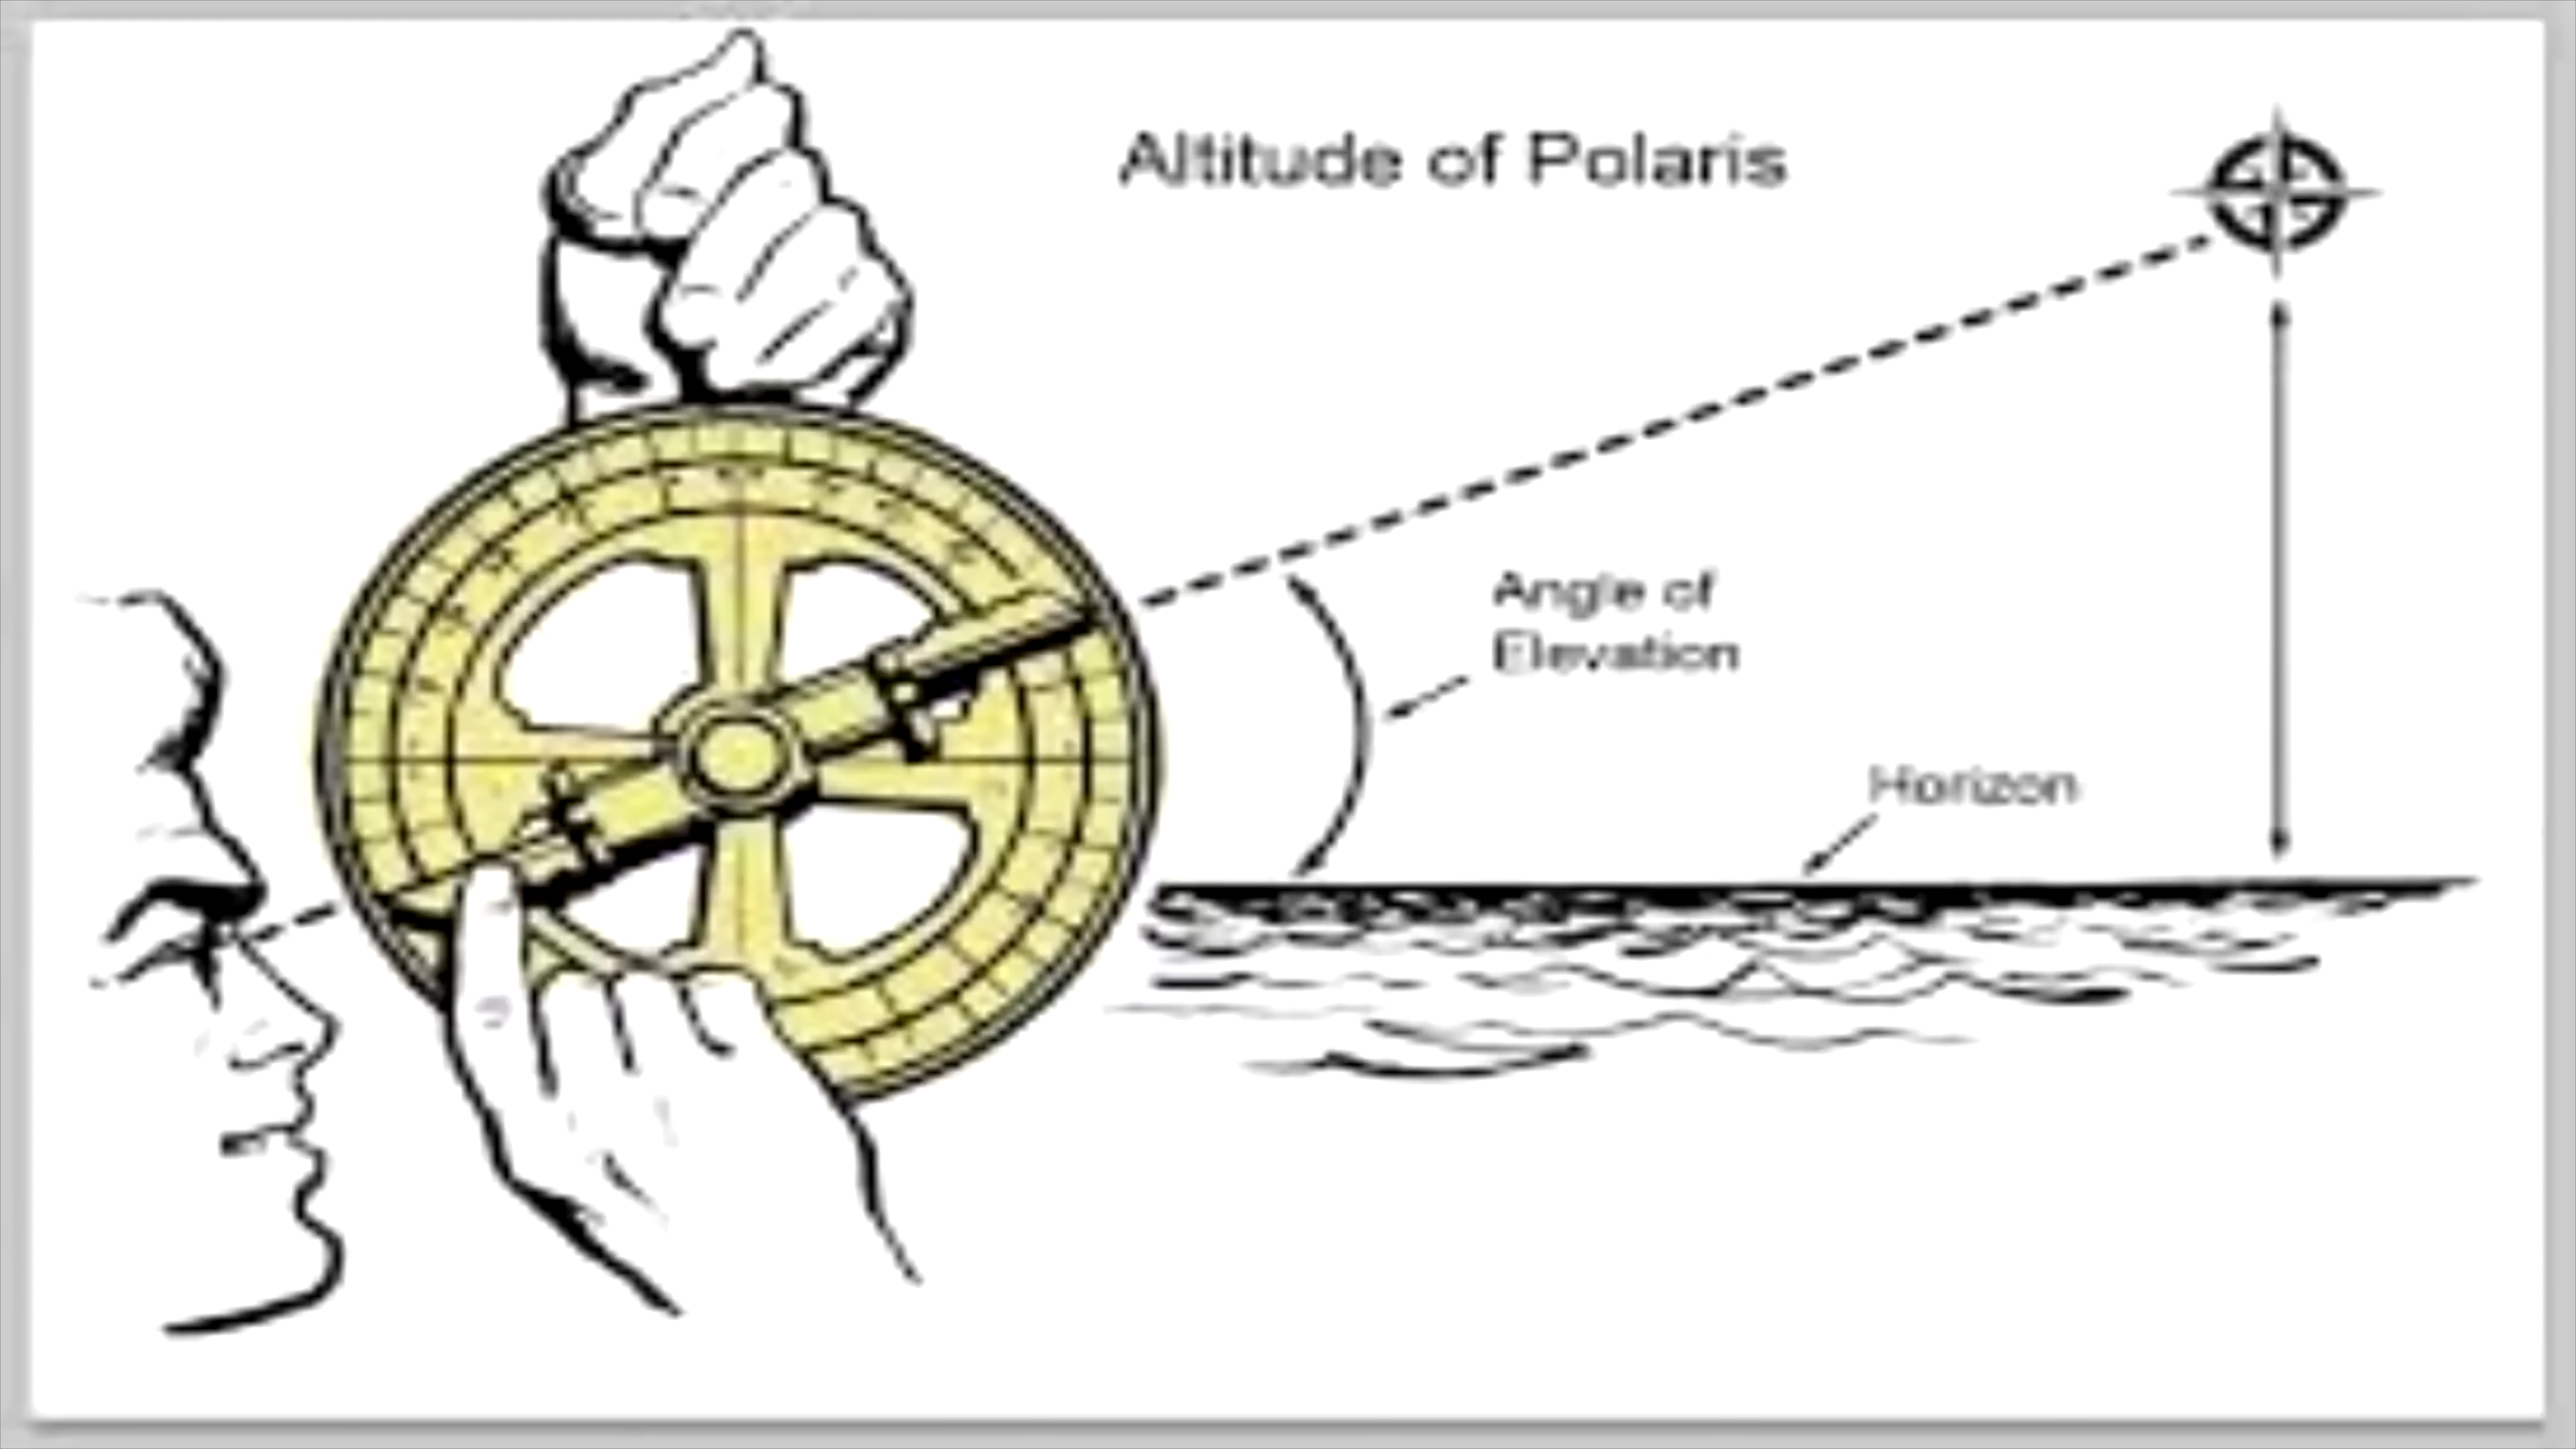 Altitude of Polaris
Angle of
Elevation
Horizon